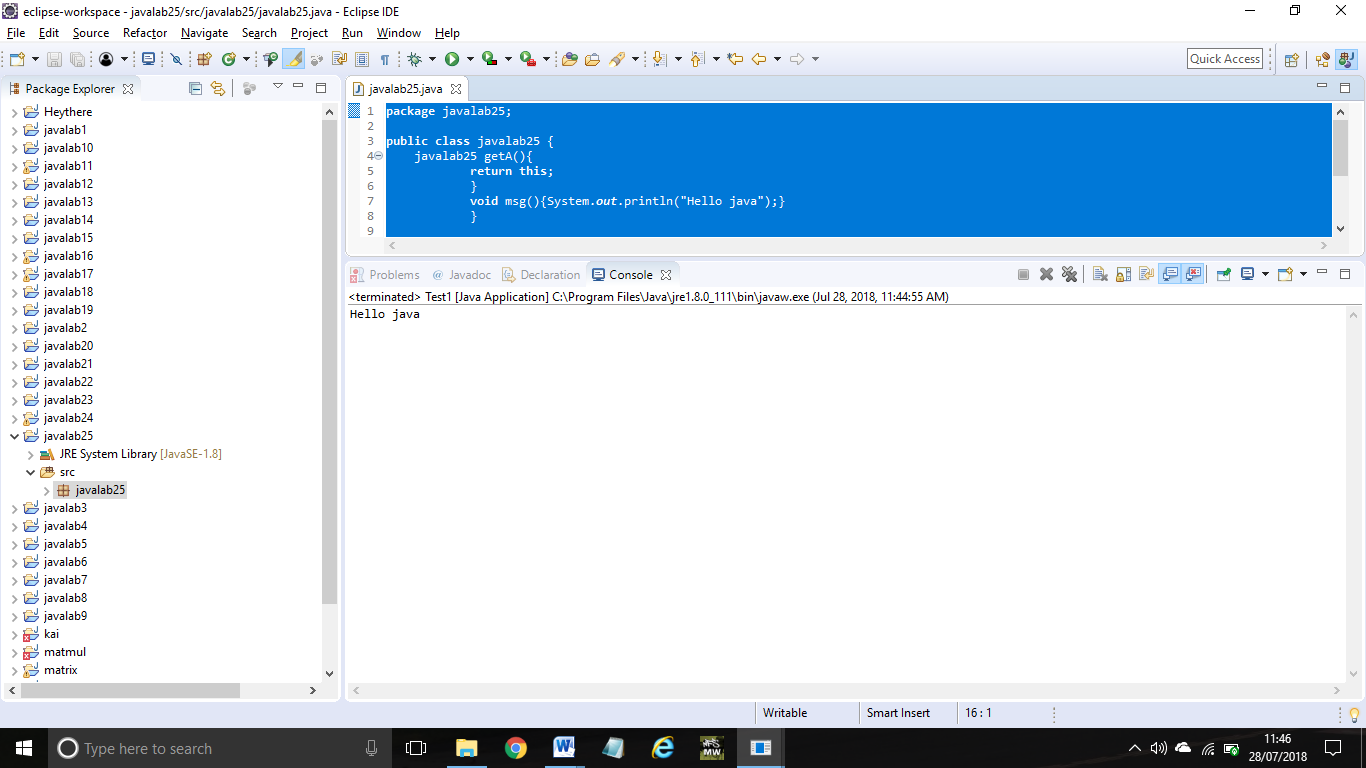 eclipse-workspace - javalab25/src/javalab25/javalab25.java - Eclipse IDE
File Edit Source Refactor Navigate Search Project Run Window Help
Quick Access
Package Explorer
Heythere
javalab1
javalab10
javalab11
javalab12
javalab13
javalab14
javalab15
javalab16
javalab17
javalab18
javalab19
javalab2
javalab20
javalab21
javalab22
javalab23
javalab24
javalab25
JRE System Library [JavaSE-1.8]
src
javalab25
javalab3
javalab4
javalab5
javalab6
javalab7
javalab8
javalab9
kai
matmul
matrix
javalab25.java
1 package javalab25;
2
3 public class javalab25 {
4 javalab25 getA(){
5 return this;
6 }
7 void msg(){System.out.println("Hello java");}
8 }
9
Problems @ Javadoc Declaration Console
<terminated> Test1 [Java Application] C:\Program Files\Java\jre1.8.0_111\bin\javaw.exe (Jul 28, 2018, 11:44:55 AM)
Hello java
Writable Smart Insert 16 : 1
Type here to search
W
NFS
MW
11:46
28/07/2018